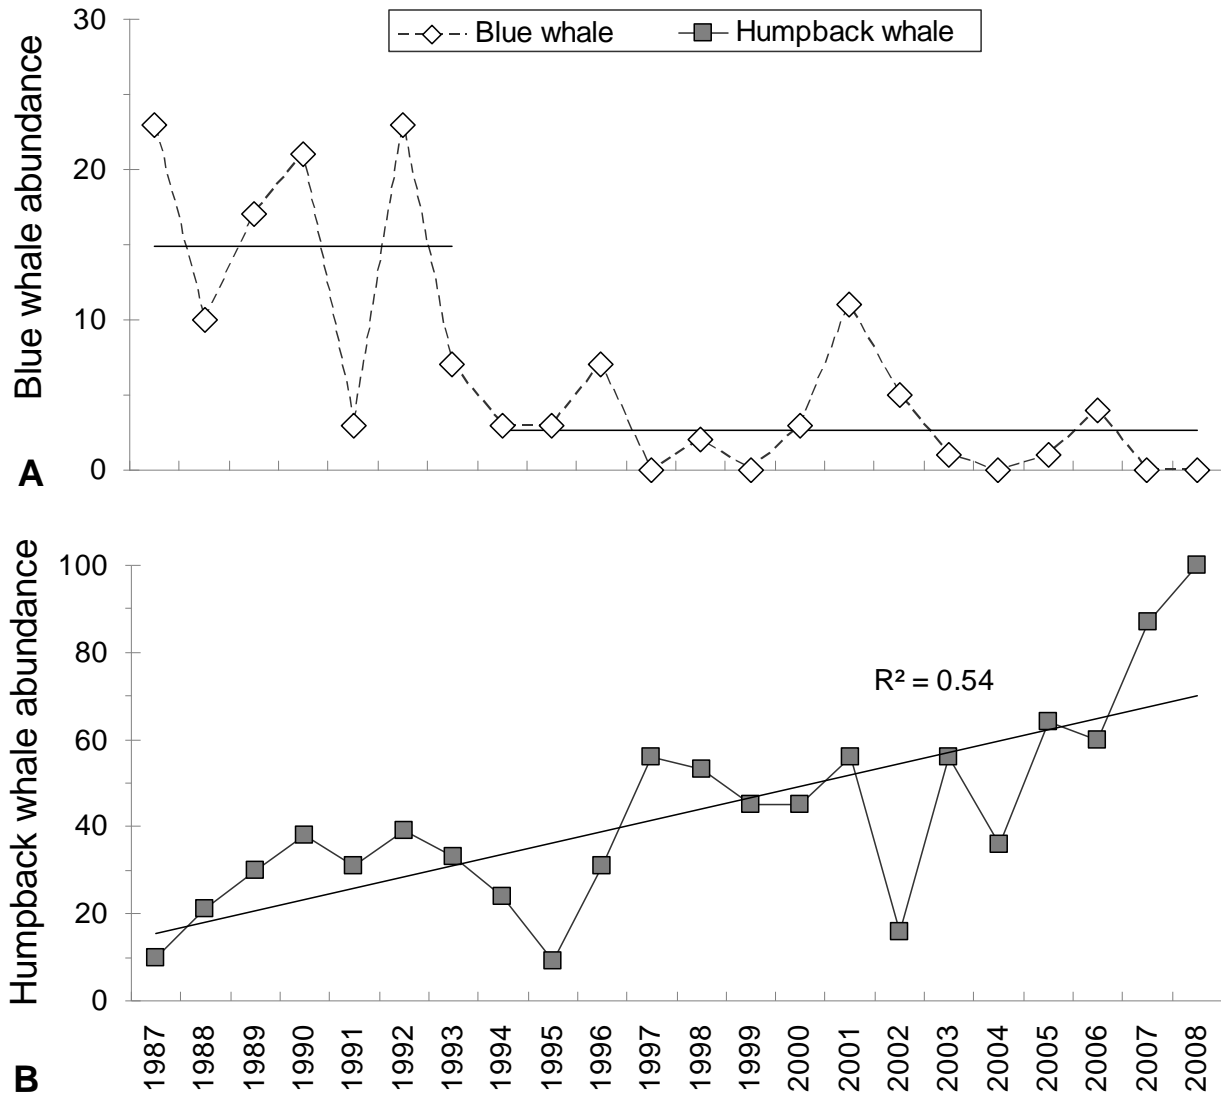 Blue whale Humpback whale
Blue whale abundance
30
20
10
0
A
Humpback whale abundance
100
80
60
40
20
0
R² = 0.54
1987 1988 1989 1990 1991 1992 1993 1994 1995 1996 1997 1998 1999 2000 2001 2002 2003 2004 2005 2006 2007 2008
B